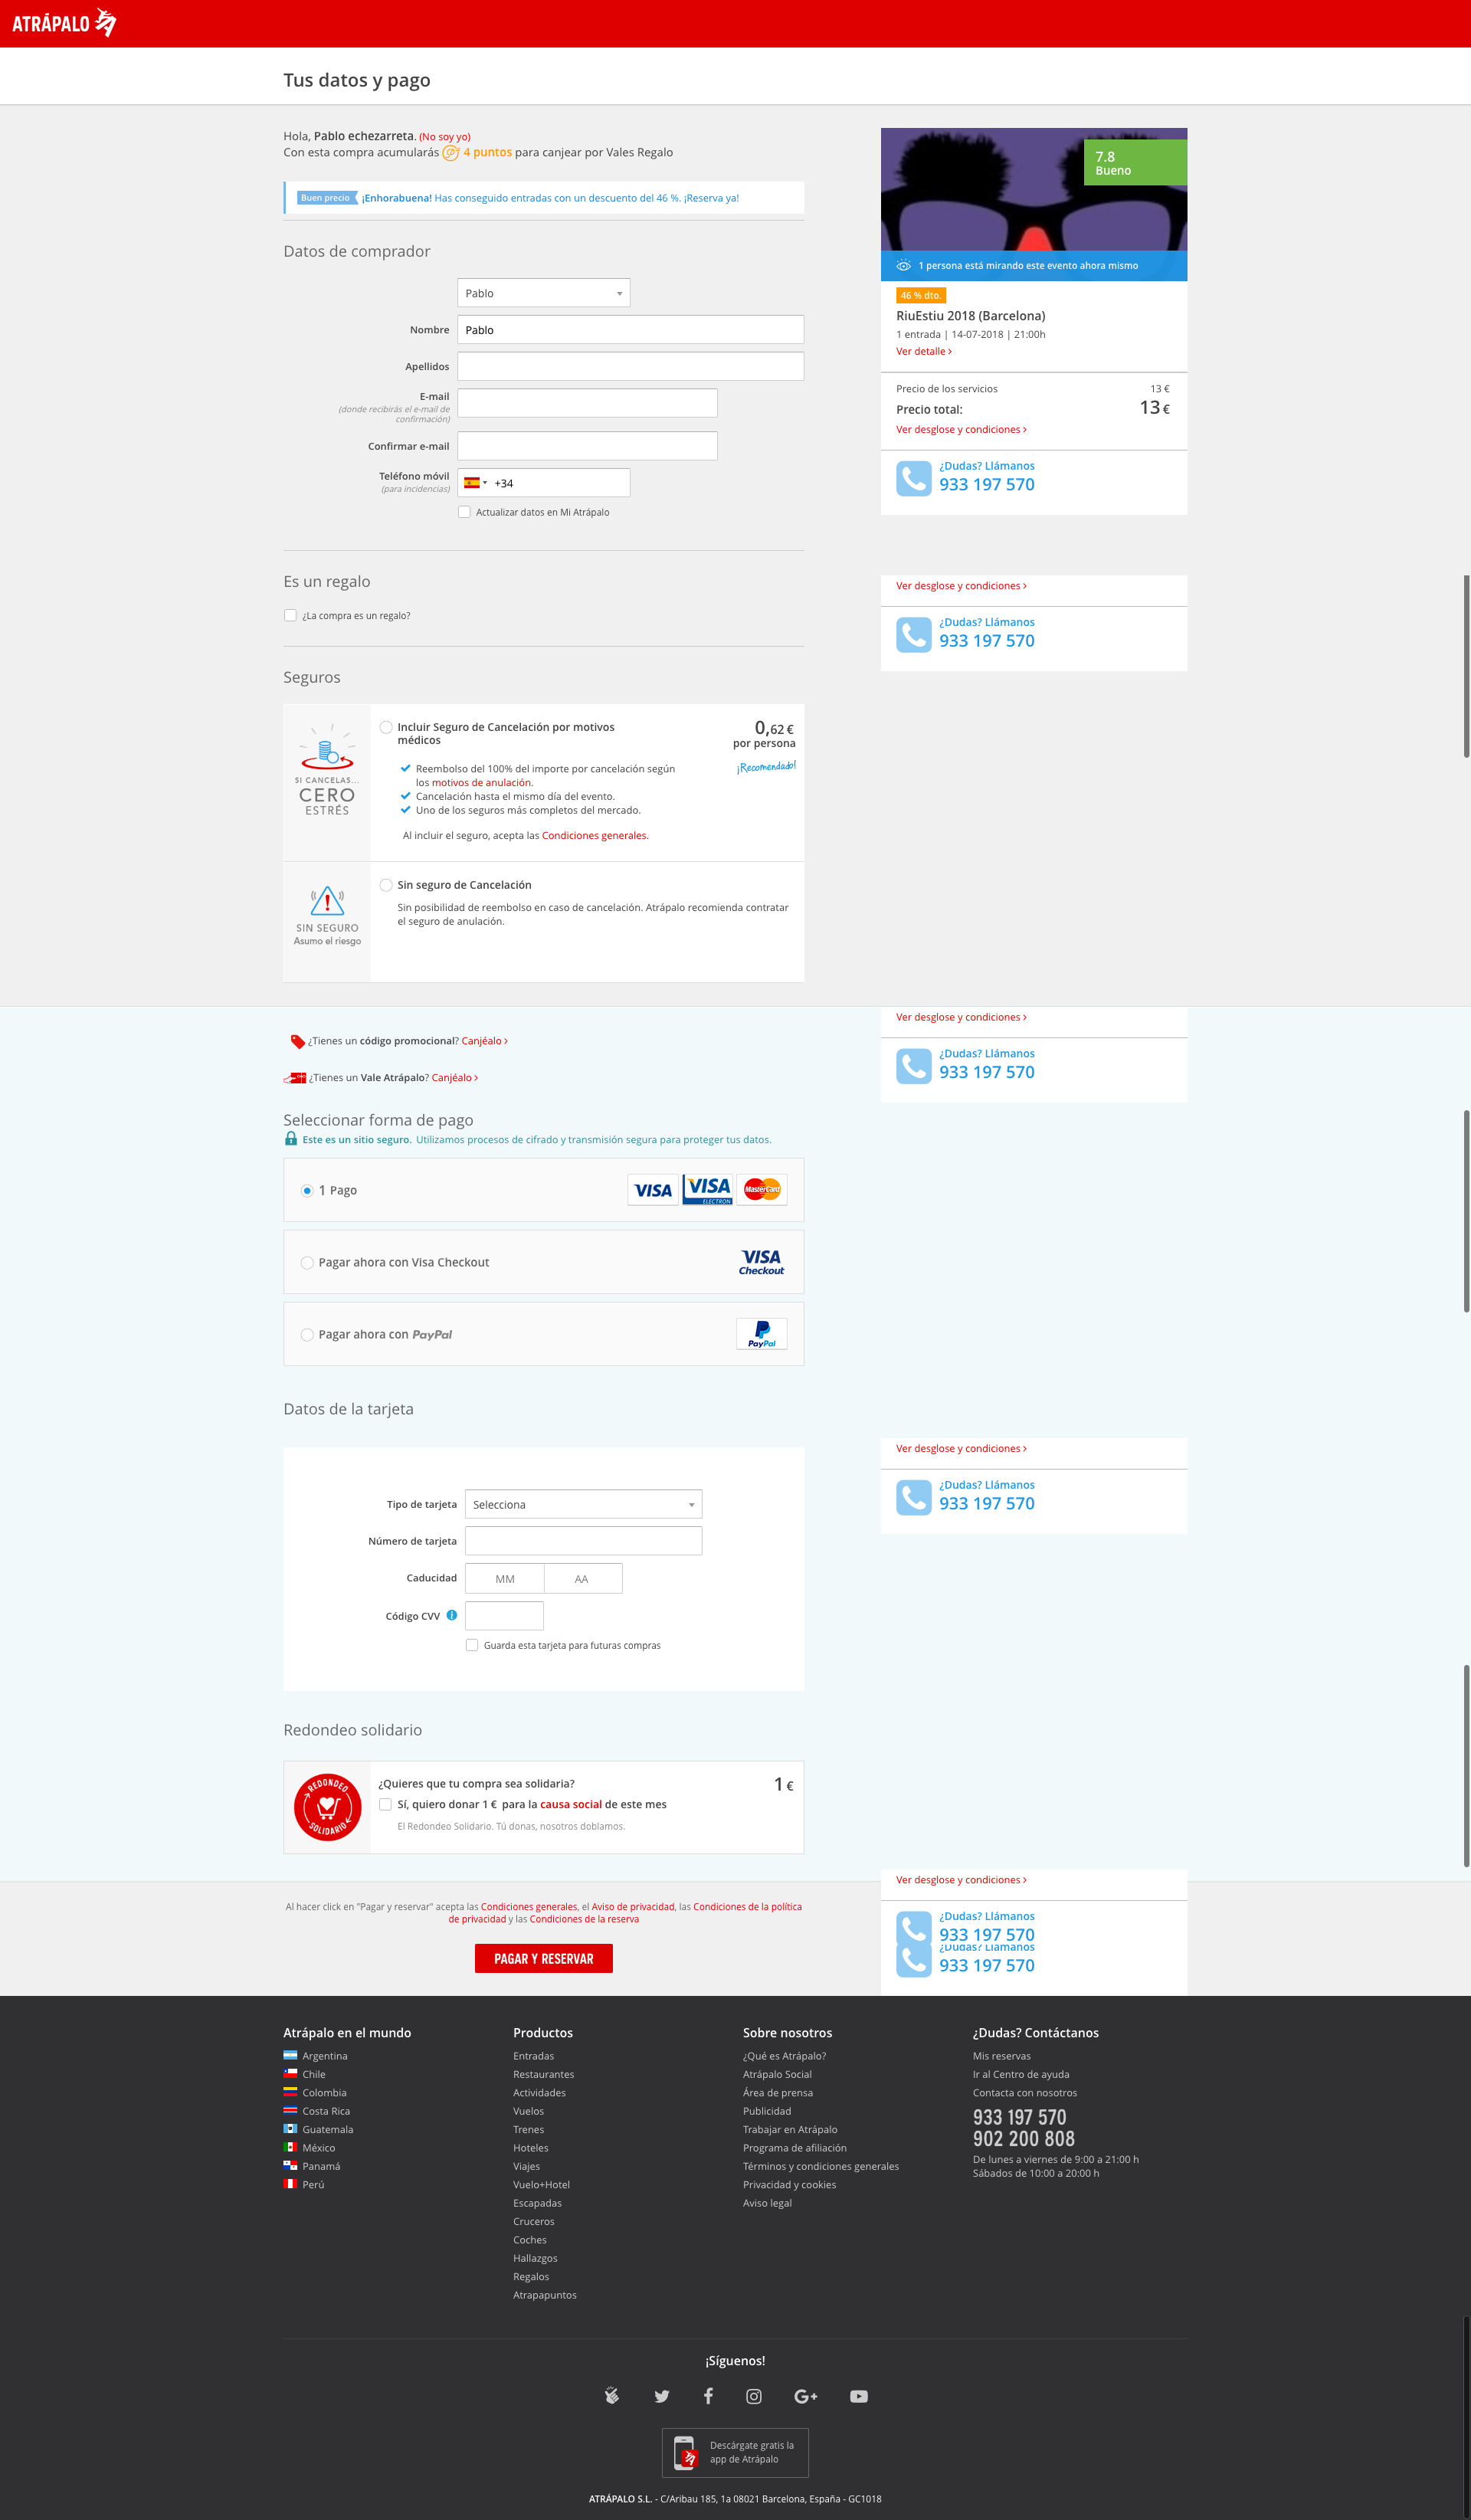 ATRÁPALO
Tus datos y pago
Hola, Pablo echezarreta. (No soy yo)
Con esta compra acumularás 4 puntos para canjear por Vales Regalo
Buen precio ¡Enhorabuena! Has conseguido entradas con un descuento del 46 %. ¡Reserva ya!
Datos de comprador
Pablo
Nombre Pablo
Apellidos
E-mail
(donde recibirás el e-mail de
confirmación)
Confirmar e-mail
Teléfono móvil
(para incidencias)
+34
Actualizar datos en Mi Atrápalo
7.8
Bueno
1 persona está mirando este evento ahora mismo
46 % dto.
RiuEstiu 2018 (Barcelona)
1 entrada | 14-07-2018 | 21:00h
Ver detalle ›
Precio de los servicios 13 €
Precio total: 13 €
Ver desglose y condiciones ›
¿Dudas? Llámanos
933 197 570
Es un regalo
¿La compra es un regalo?
Ver desglose y condiciones ›
¿Dudas? Llámanos
933 197 570
Seguros
SI CANCELAS...
CERO
ESTRÉS
Incluir Seguro de Cancelación por motivos
médicos
0,62 €
por persona
¡Recomendado!
Reembolso del 100% del importe por cancelación según
los motivos de anulación.
Cancelación hasta el mismo día del evento.
Uno de los seguros más completos del mercado.
Al incluir el seguro, acepta las Condiciones generales.
SIN SEGURO
Asumo el riesgo
Sin seguro de Cancelación
Sin posibilidad de reembolso en caso de cancelación. Atrápalo recomienda contratar
el seguro de anulación.
¿Tienes un código promocional? Canjéalo ›
¿Tienes un Vale Atrápalo? Canjéalo ›
Ver desglose y condiciones ›
¿Dudas? Llámanos
933 197 570
Seleccionar forma de pago
Este es un sitio seguro. Utilizamos procesos de cifrado y transmisión segura para proteger tus datos.
1 Pago
VISA VISA ELECTRON MasterCard
Pagar ahora con Visa Checkout
VISA
Checkout
Pagar ahora con PayPal
PayPal
Datos de la tarjeta
Tipo de tarjeta Selecciona
Número de tarjeta
Caducidad MM AA
Código CVV i
Guarda esta tarjeta para futuras compras
Ver desglose y condiciones ›
¿Dudas? Llámanos
933 197 570
Redondeo solidario
REDONDEO
SOLIDARIO
¿Quieres que tu compra sea solidaria? 1 €
Sí, quiero donar 1 € para la causa social de este mes
El Redondeo Solidario. Tú donas, nosotros doblamos.
Al hacer click en "Pagar y reservar" acepta las Condiciones generales, el Aviso de privacidad, las Condiciones de la política
de privacidad y las Condiciones de la reserva
PAGAR Y RESERVAR
Ver desglose y condiciones ›
¿Dudas? Llámanos
933 197 570
¿Dudas? Llámanos
933 197 570
Atrápalo en el mundo
Argentina
Chile
Colombia
Costa Rica
Guatemala
México
Panamá
Perú
Productos
Entradas
Restaurantes
Actividades
Vuelos
Trenes
Hoteles
Viajes
Vuelo+Hotel
Escapadas
Cruceros
Coches
Hallazgos
Regalos
Atrapapuntos
Sobre nosotros
¿Qué es Atrápalo?
Atrápalo Social
Área de prensa
Publicidad
Trabajar en Atrápalo
Programa de afiliación
Términos y condiciones generales
Privacidad y cookies
Aviso legal
¿Dudas? Contáctanos
Mis reservas
Ir al Centro de ayuda
Contacta con nosotros
933 197 570
902 200 808
De lunes a viernes de 9:00 a 21:00 h
Sábados de 10:00 a 20:00 h
¡Síguenos!
G+
Descárgate gratis la
app de Atrápalo
ATRÁPALO S.L. - C/Aribau 185, 1a 08021 Barcelona, España - GC1018